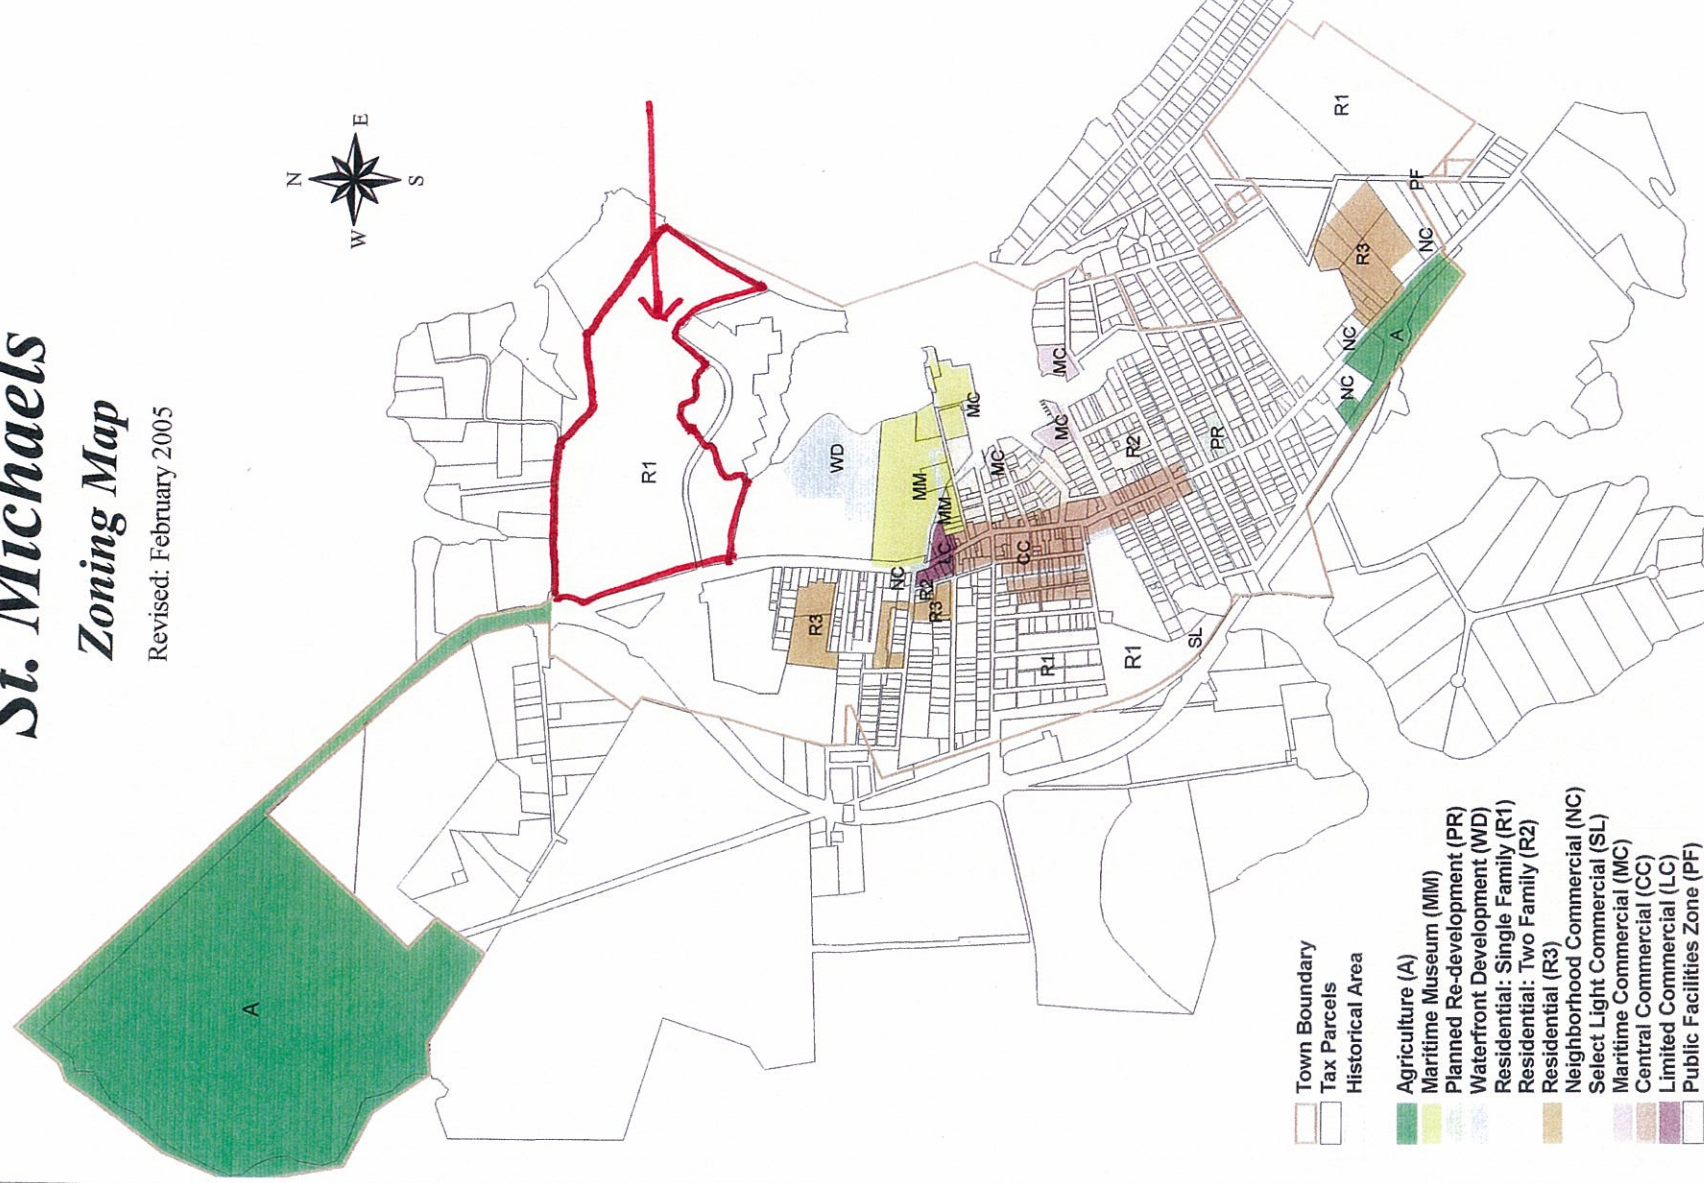 St. Michaels
Zoning Map
Revised: February 2005
N
W
E
S
R1
R1
WD
MM
MM
MC
MC
MC
MC
R2
PR
NC
LC
R2
R3
R3
CC
R1
R1
SL
R3
PF
NC
NC
NC
A
A
Town Boundary
Tax Parcels
Historical Area
Agriculture (A)
Maritime Museum (MM)
Planned Re-development (PR)
Waterfront Development (WD)
Residential: Single Family (R1)
Residential: Two Family (R2)
Residential (R3)
Neighborhood Commercial (NC)
Select Light Commercial (SL)
Maritime Commercial (MC)
Central Commercial (CC)
Limited Commercial (LC)
Public Facilities Zone (PF)